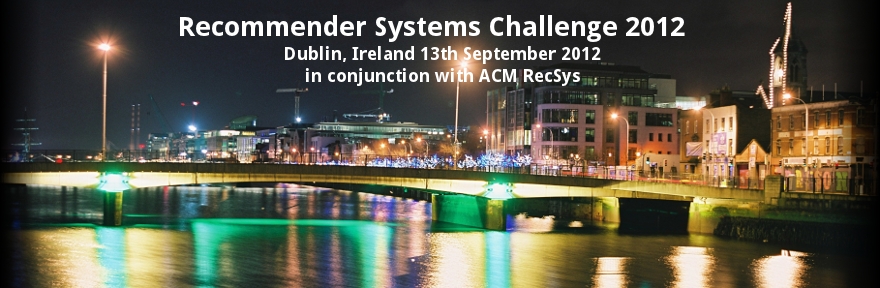 Recommender Systems Challenge 2012
Dublin, Ireland 13th September 2012
in conjunction with ACM RecSys